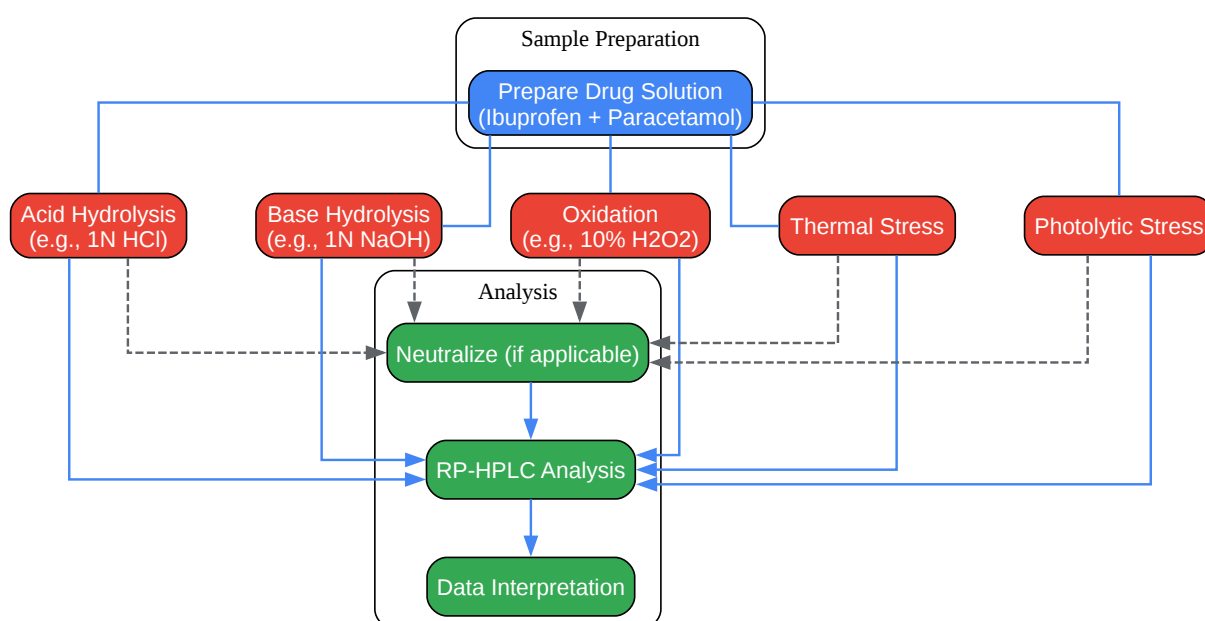 Sample Preparation
Prepare Drug Solution
(Ibuprofen + Paracetamol)
Acid Hydrolysis
(e.g., 1N HCl)
Base Hydrolysis
(e.g., 1N NaOH)
Oxidation
(e.g., 10% H2O2)
Thermal Stress
Photolytic Stress
Analysis
Neutralize (if applicable)
RP-HPLC Analysis
Data Interpretation